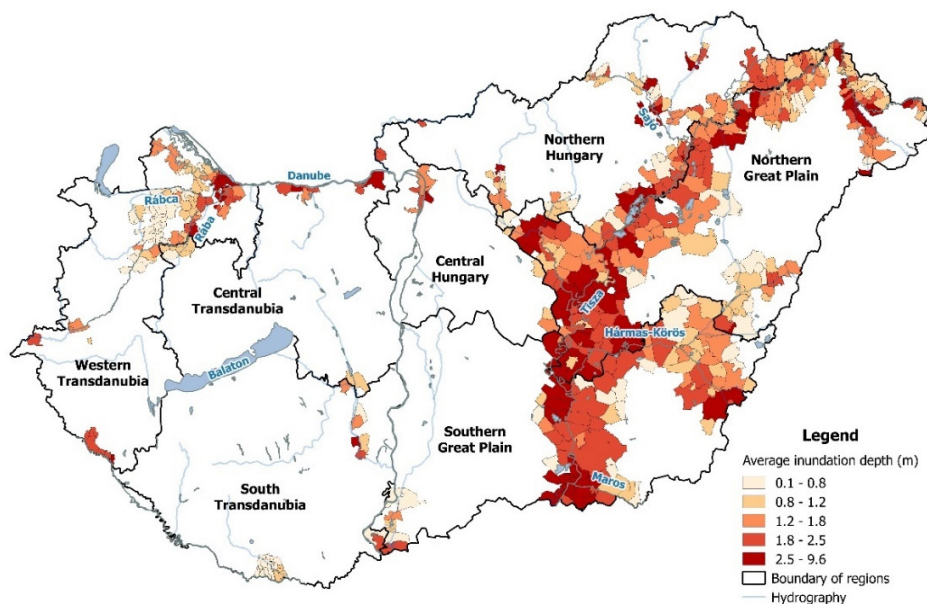 Sajó
Northern
Hungary
Northern
Great Plain
Danube
Rábca
Rába
Central
Hungary
Central
Transdanubia
Tisza
Hármas-Körös
Balaton
Western
Transdanubia
Southern
Great Plain
Maros
South
Transdanubia
Legend
Average inundation depth (m)
0.1 - 0.8
0.8 - 1.2
1.2 - 1.8
1.8 - 2.5
2.5 - 9.6
Boundary of regions
Hydrography